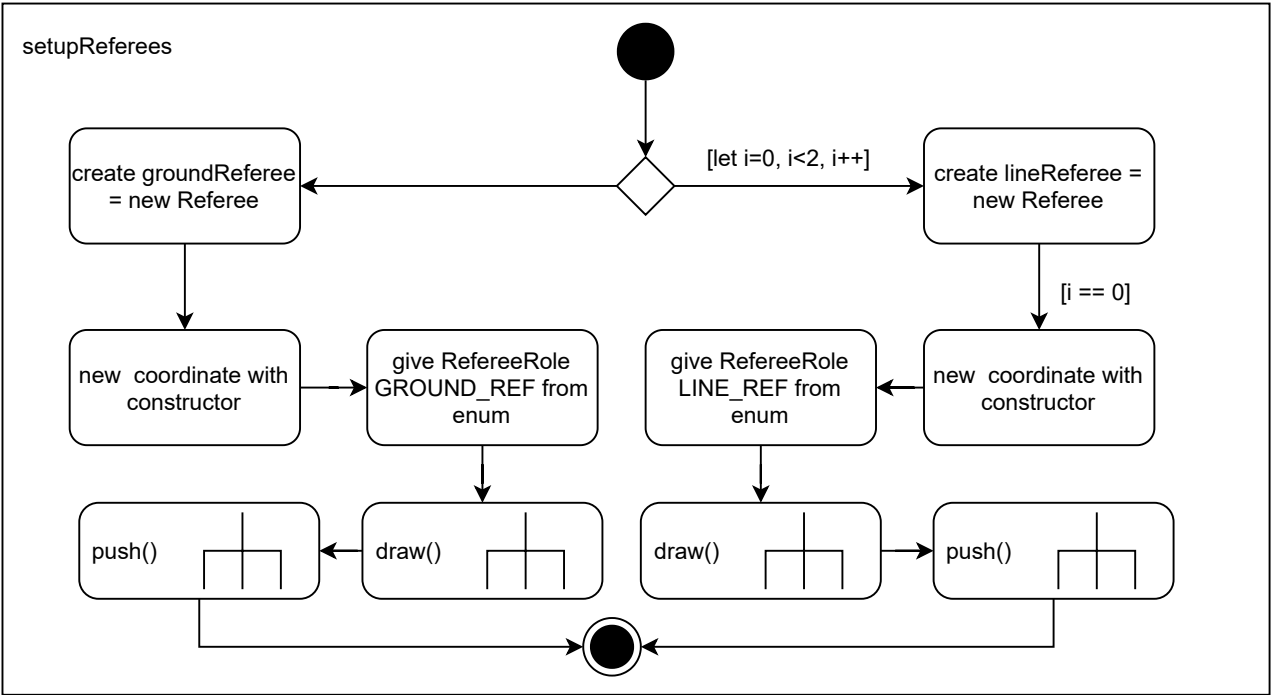 setupReferees
[let i=0, i<2, i++]
create groundReferee
= new Referee
create lineReferee =
new Referee
[i == 0]
new  coordinate with
constructor
give RefereeRole
GROUND_REF from
enum
give RefereeRole
LINE_REF from
enum
new  coordinate with
constructor
push()
draw()
draw()
push()